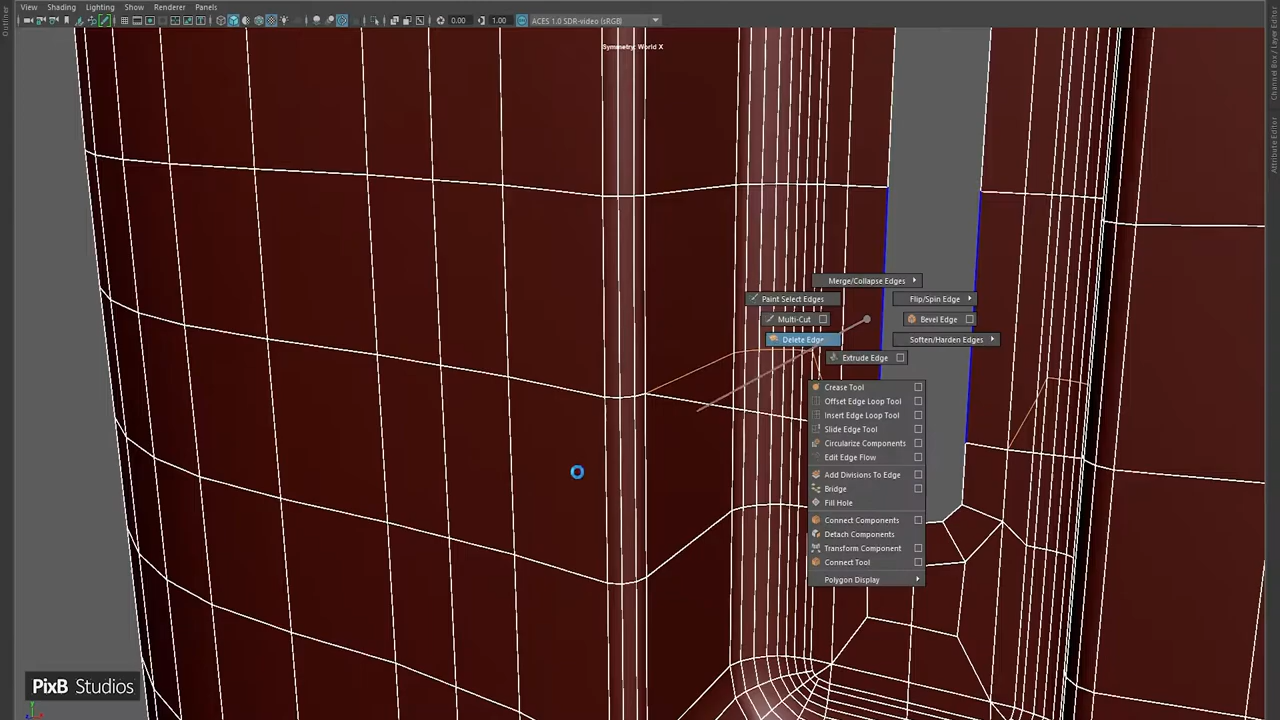 View Shading Lighting Show Renderer Panels
0.00 1.00 ACES 1.0 SDR-video (sRGB)
Outliner
Channel Box / Layer Editor
Attribute Editor
Symmetry: World X
Merge/Collapse Edges
Paint Select Edges
Flip/Spin Edge
Multi-Cut
Bevel Edge
Delete Edge
Soften/Harden Edges
Extrude Edge
Crease Tool
Offset Edge Loop Tool
Insert Edge Loop Tool
Slide Edge Tool
Circularize Components
Edit Edge Flow
Add Divisions To Edge
Bridge
Fill Hole
Connect Components
Detach Components
Transform Component
Connect Tool
Polygon Display
PixB Studios